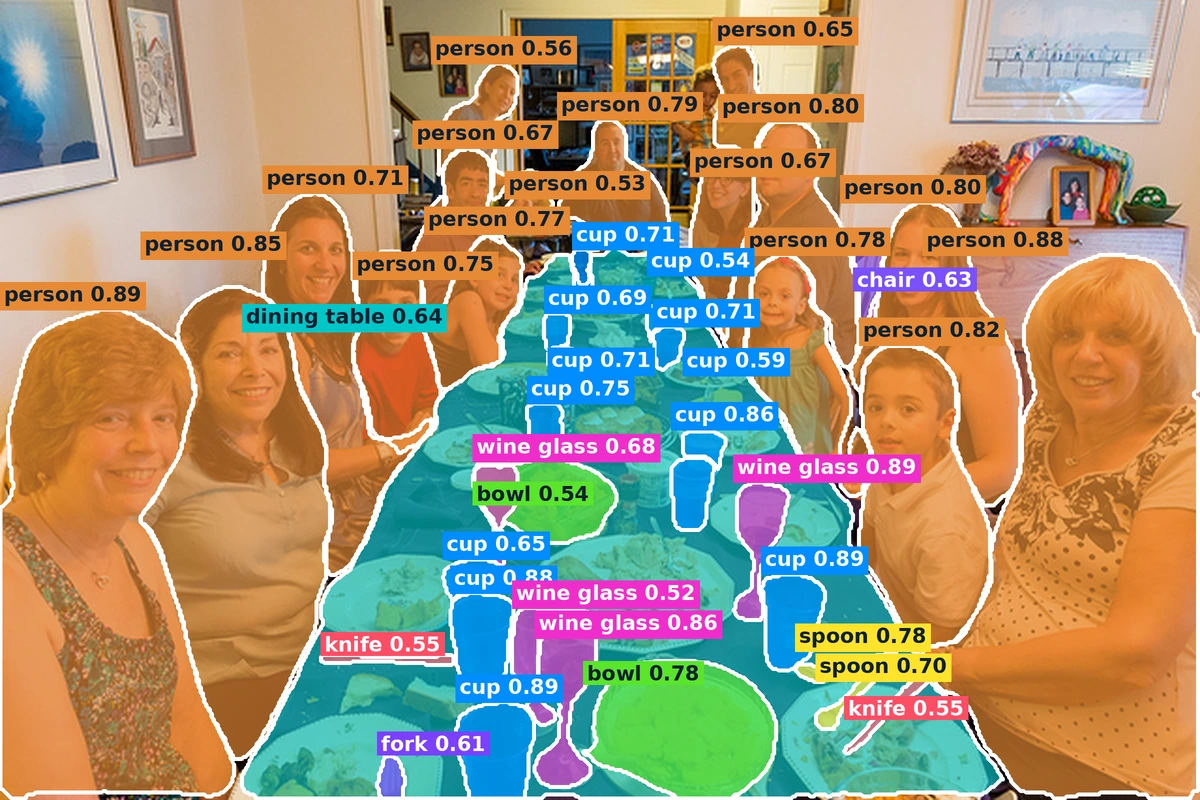 person 0.65
person 0.56
person 0.79
person 0.80
person 0.67
person 0.67
person 0.71
person 0.53
person 0.80
person 0.77
cup 0.71
person 0.85
person 0.78
person 0.88
person 0.75
cup 0.54
chair 0.63
person 0.89
cup 0.69
dining table 0.64
cup 0.71
person 0.82
cup 0.71
cup 0.59
cup 0.75
cup 0.86
wine glass 0.68
wine glass 0.89
bowl 0.54
cup 0.65
cup 0.89
cup 0.88
wine glass 0.52
wine glass 0.86
spoon 0.78
knife 0.55
spoon 0.70
bowl 0.78
cup 0.89
knife 0.55
fork 0.61